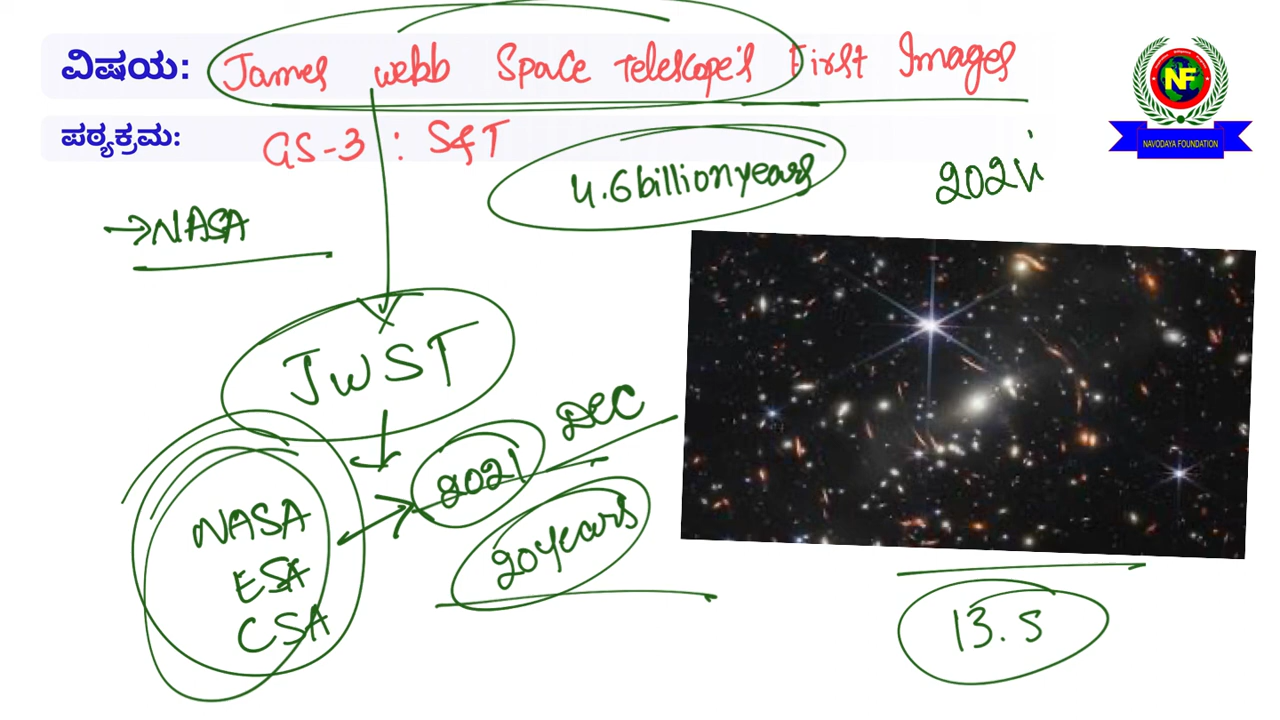 ವಿಷಯ: James webb Space telescope's First Images
ಪಠ್ಯಕ್ರಮ: GS-3 : S&T
NF
NAVODAYA FOUNDATION
4.6 billion years
→ NASA
JWST
DEC
2021
20 years
NASA
ESA
CSA
13.5